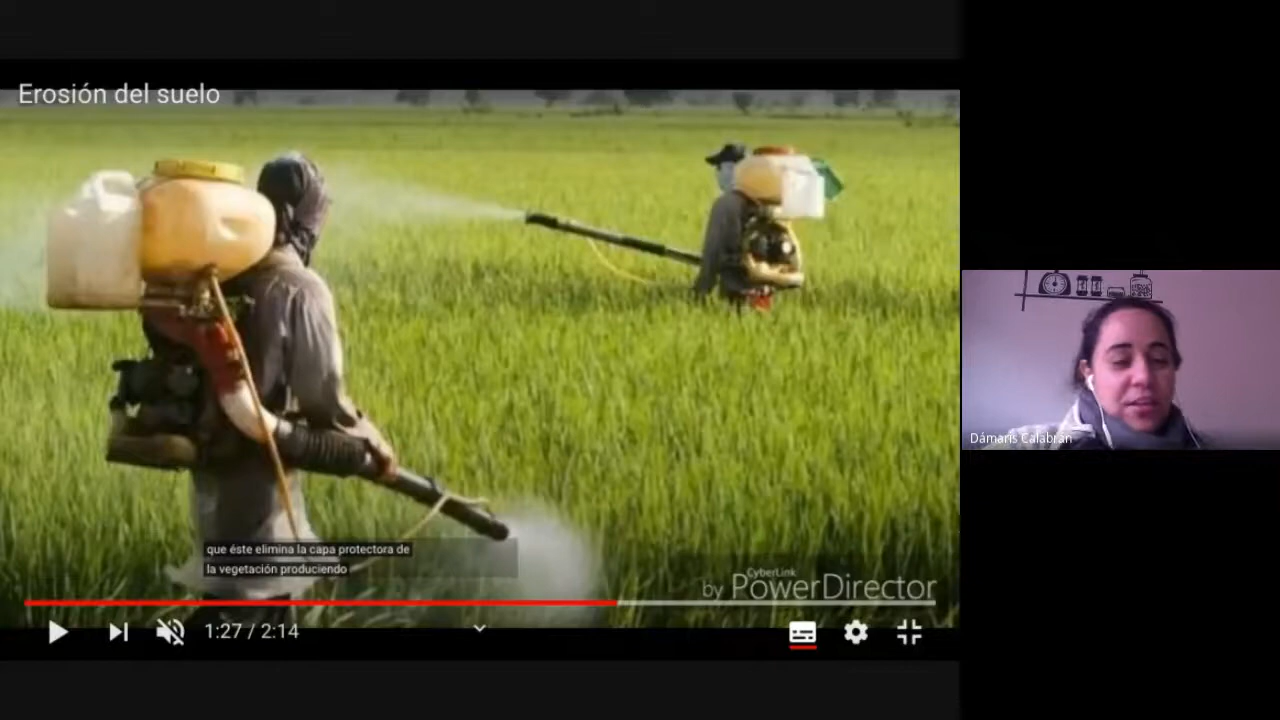 Erosión del suelo
que éste elimina la capa protectora de
la vegetación produciendo
CyberLink
by PowerDirector
1:27 / 2:14
Dámaris Calabrán